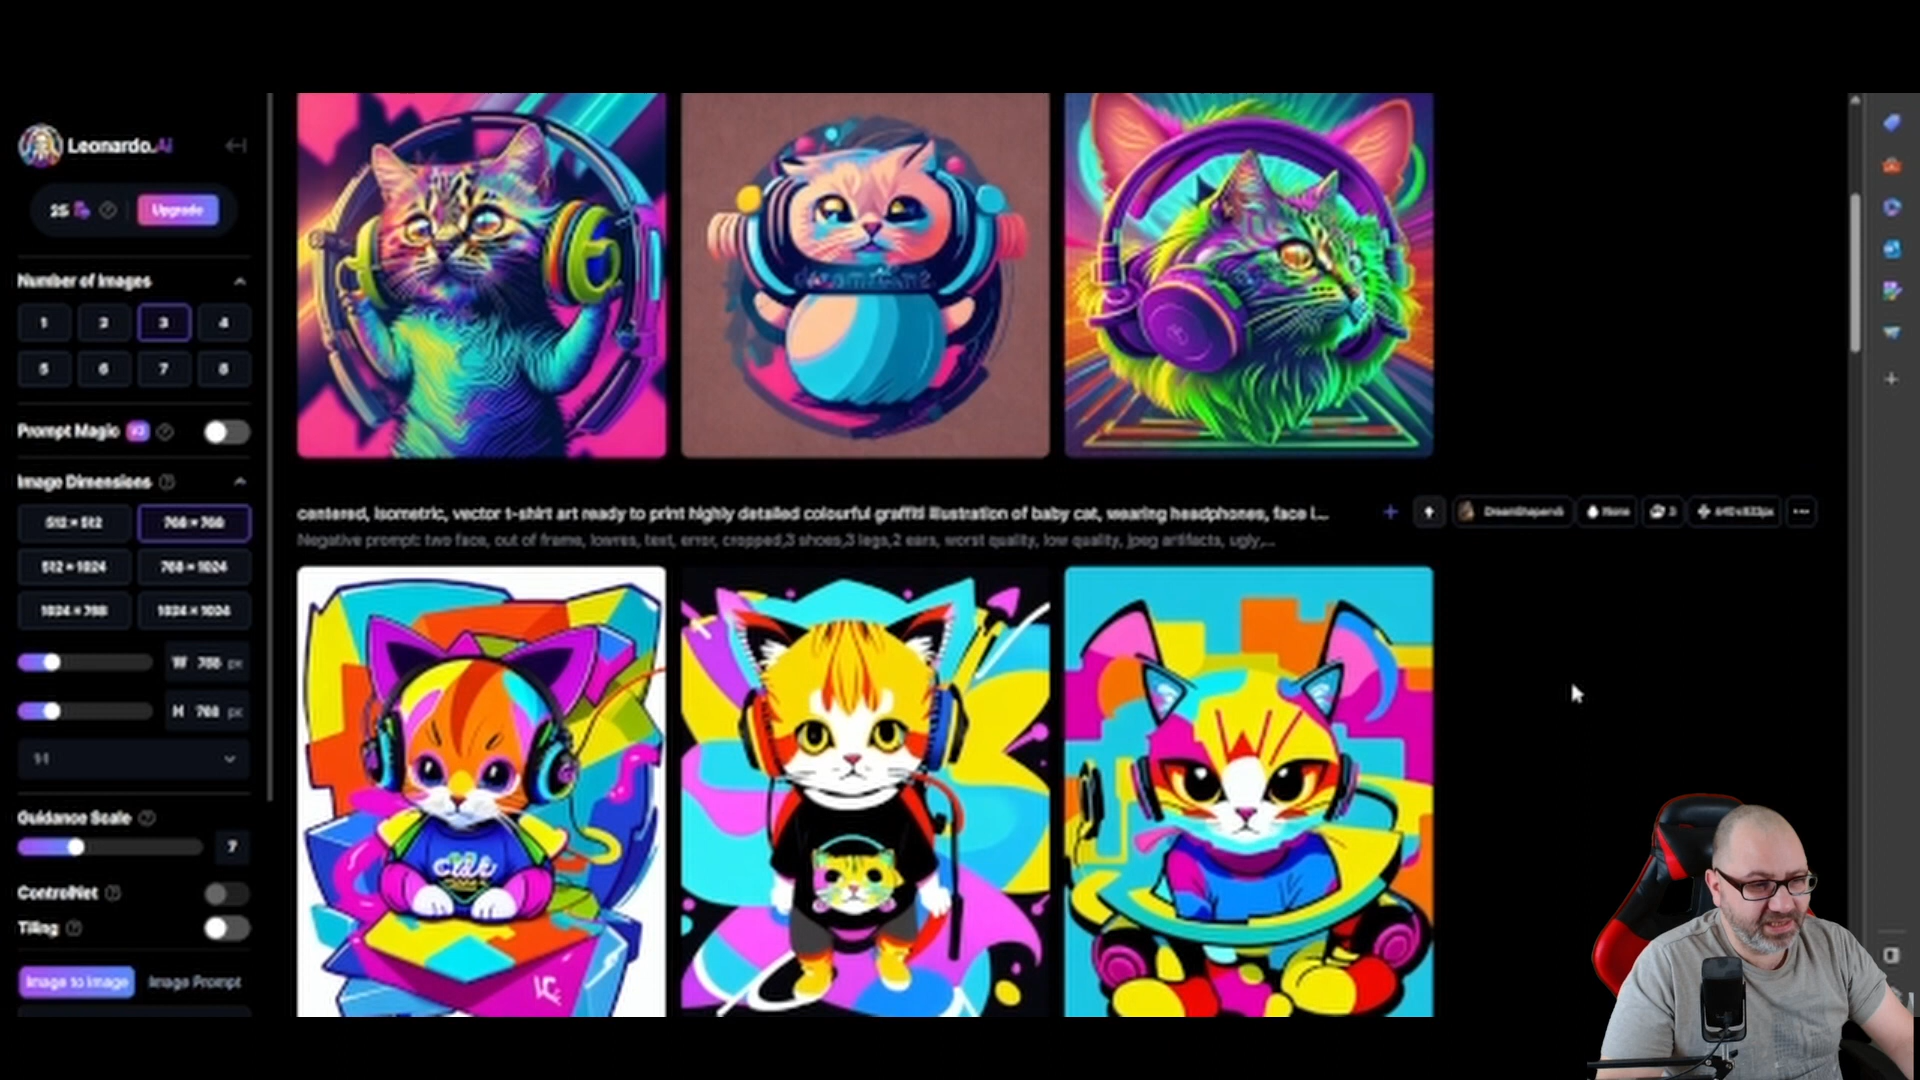 Leonardo.Ai
25
Upgrade
Number of Images
1 2 3 4
5 6 7 8
Prompt Magic
Image Dimensions
512 × 512 768 × 768
512 × 1024 768 × 1024
1024 × 768 1024 × 1024
W 768 px
H 768 px
1:1
Guidance Scale
7
ControlNet
Tiling
Image to Image Image Prompt
centered, isometric, vector t-shirt art ready to print highly detailed colourful graffiti illustration of baby cat, wearing headphones, face l...
None 3
Negative prompt: two face, out of frame, lowres, text, error, cropped,3 shoes,3 legs,2 ears, worst quality, low quality, jpeg artifacts, ugly,...